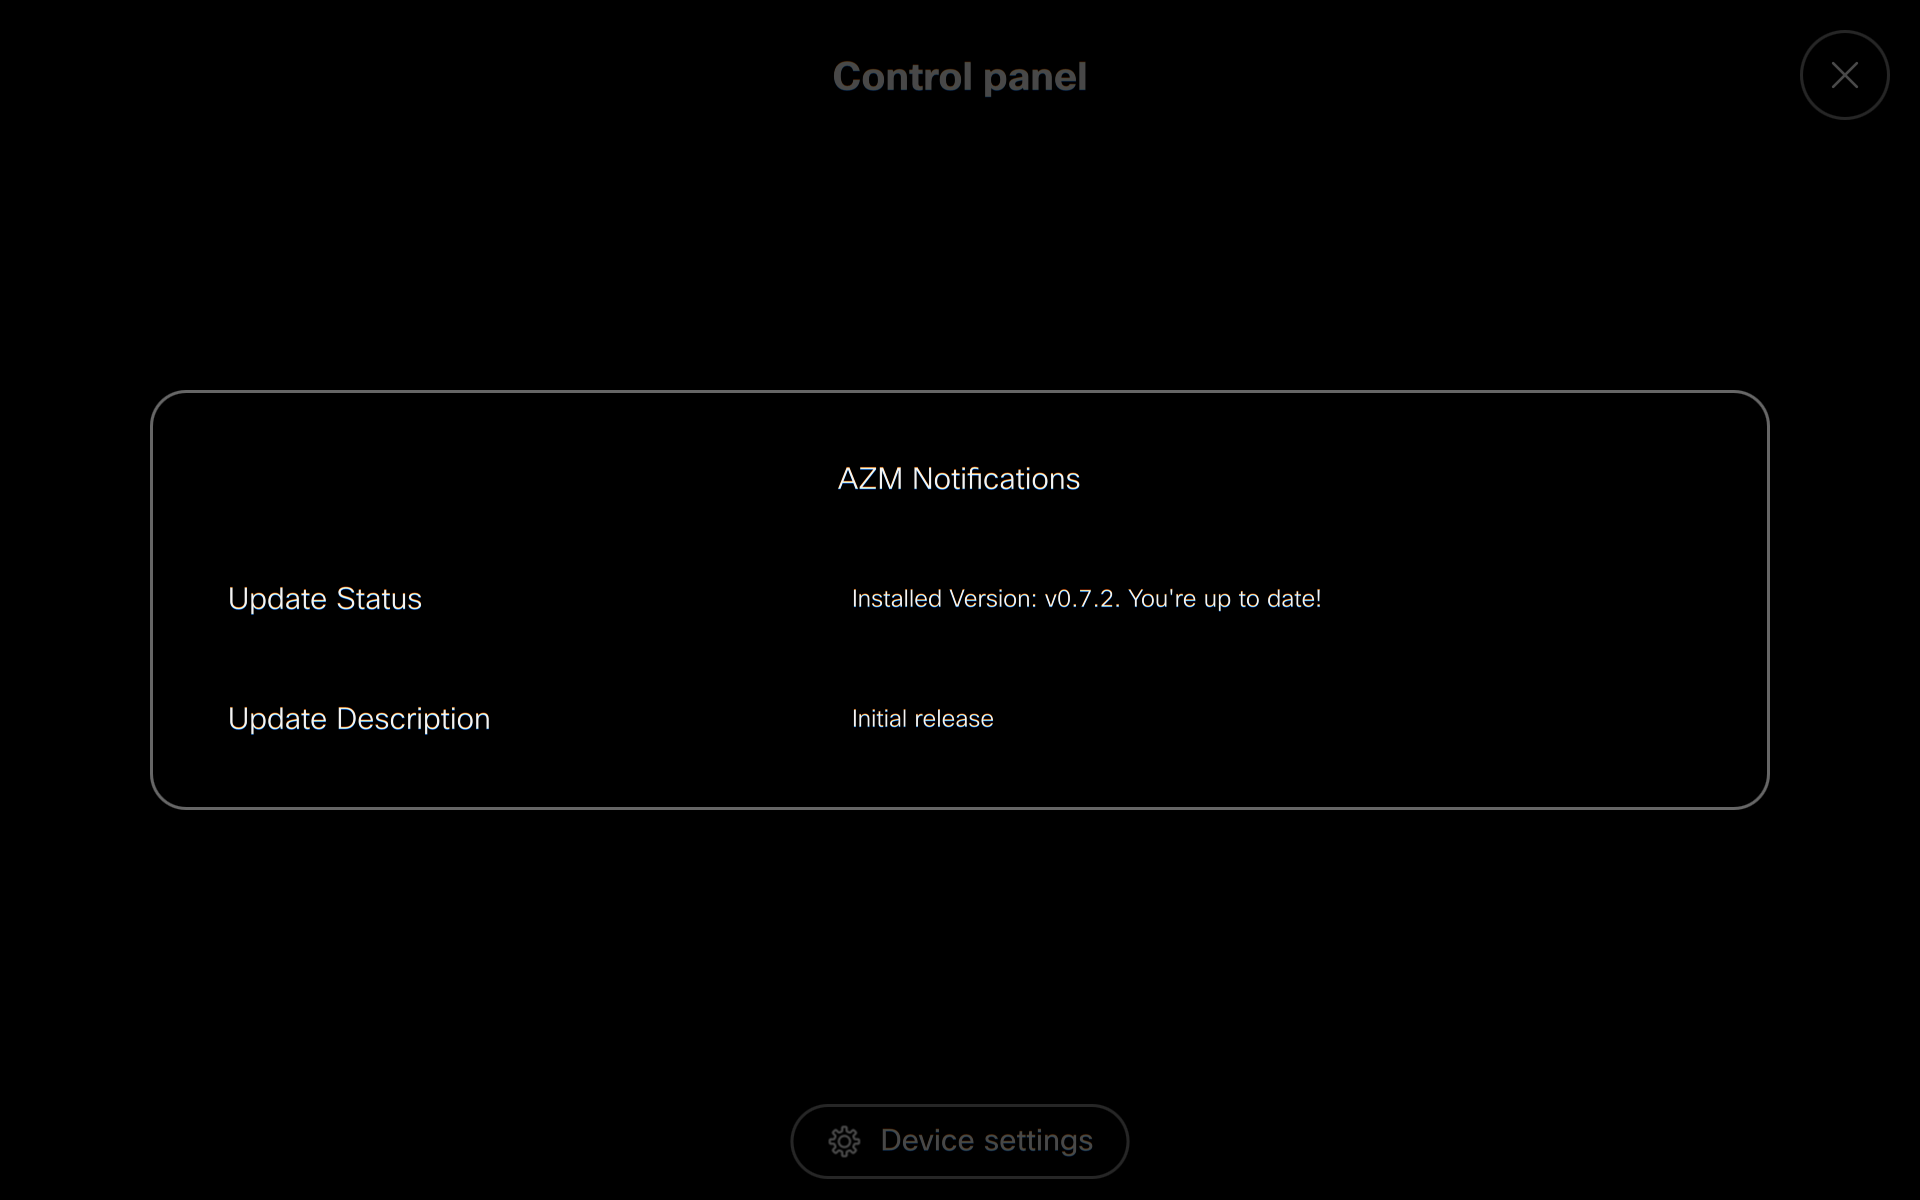 Control panel
AZM Notifications
Update Status
Installed Version: v0.7.2. You're up to date!
Update Description
Initial release
Device settings